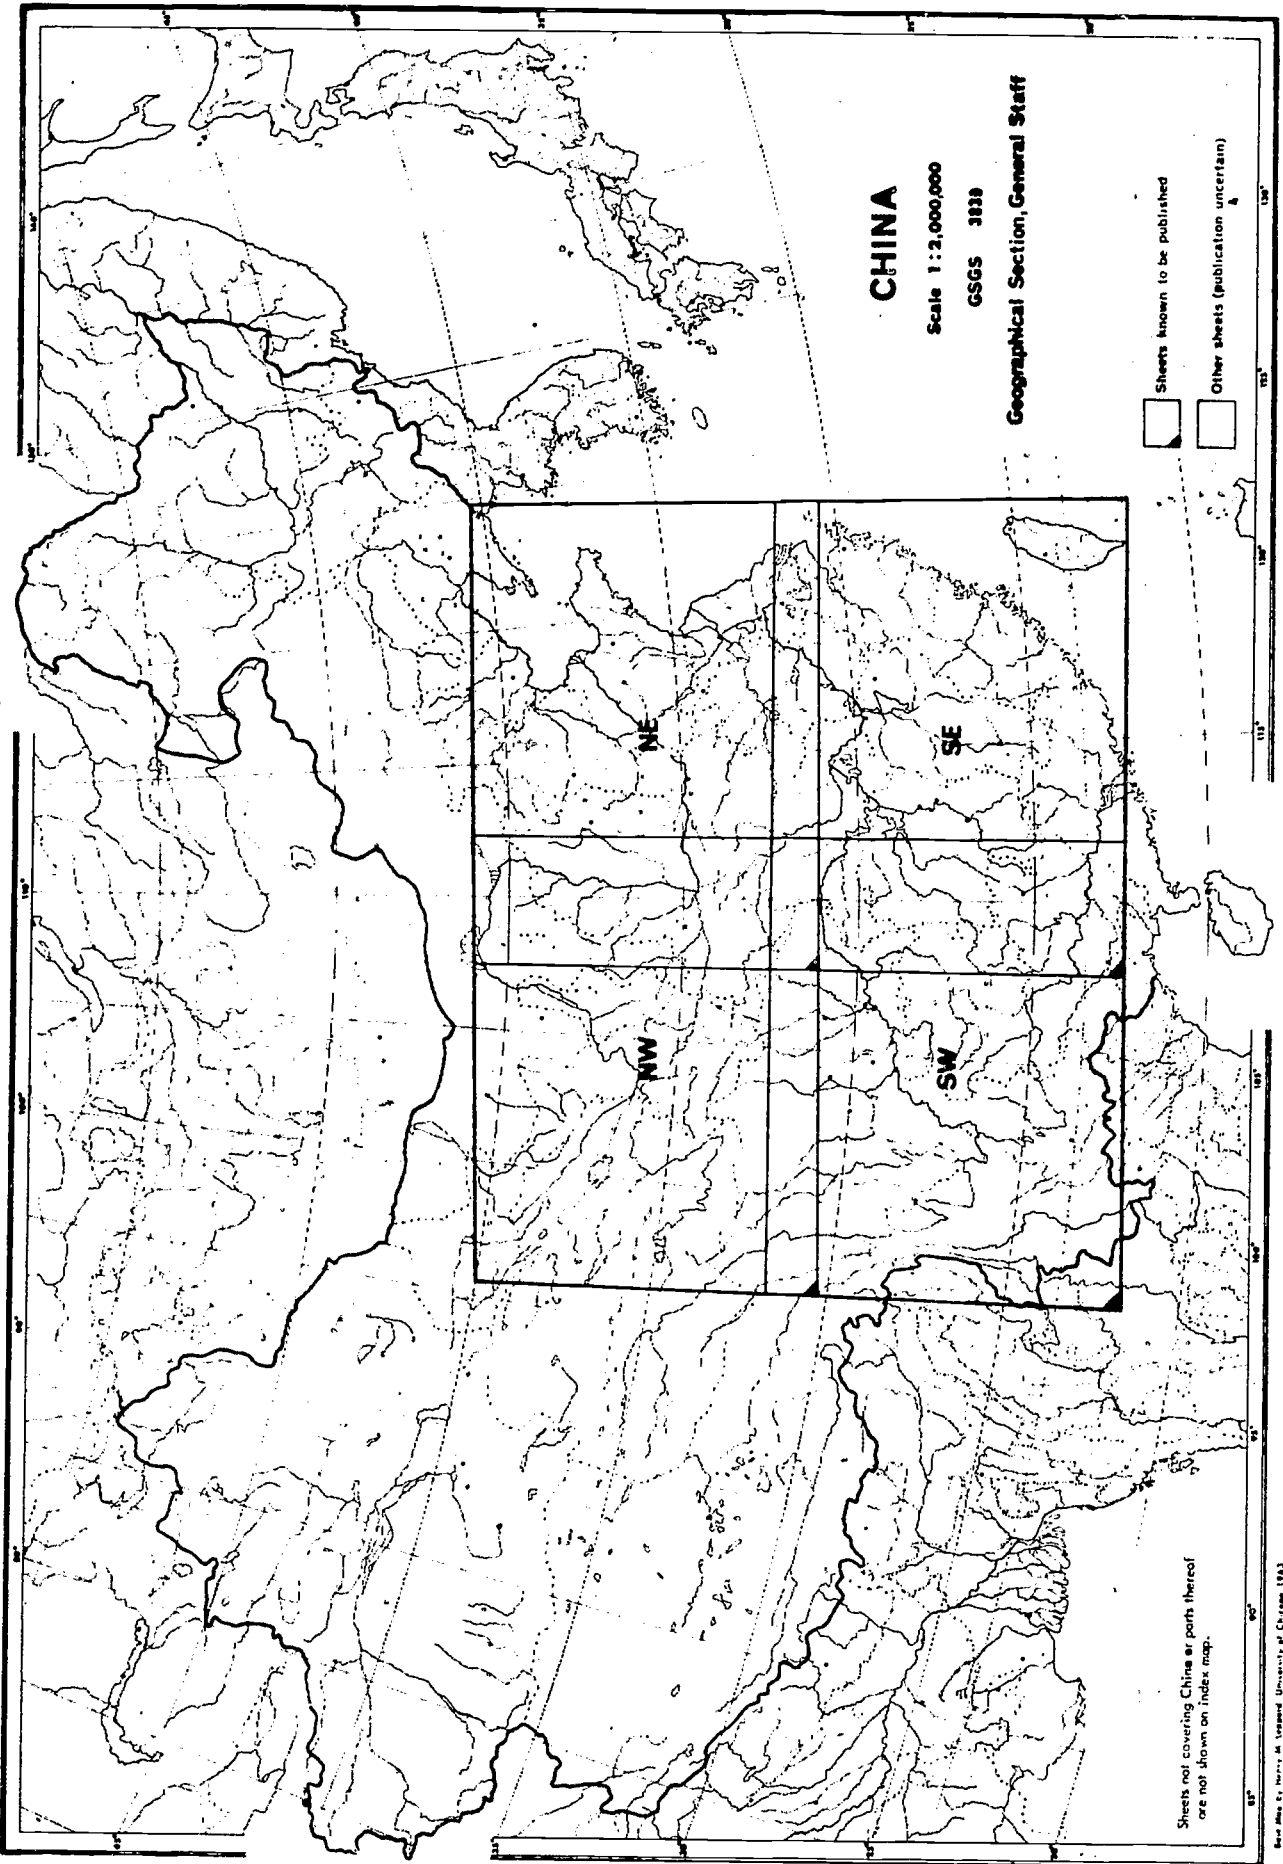 CHINA
Scale 1:2,000,000
GSGS 3838
Geographical Section, General Staff
Sheets known to be published
Other sheets (publication uncertain)
NW
NE
SW
SE
Sheets not covering China or parts thereof
are not shown on index map.